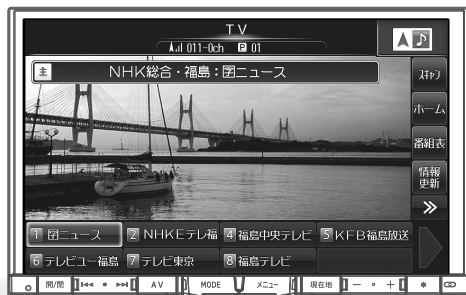 TV
011-0ch P 01
主 NHK総合・福島:字ニュース
スキャン
ホーム
番組表
情報
更新
1 字ニュース 2 NHKEテレ福 4 福島中央テレビ 5 KFB福島放送
6 テレビユー福島 7 テレビ東京 8 福島テレビ
開/閉 AV MODE メニュー 現在地 − ○ + *